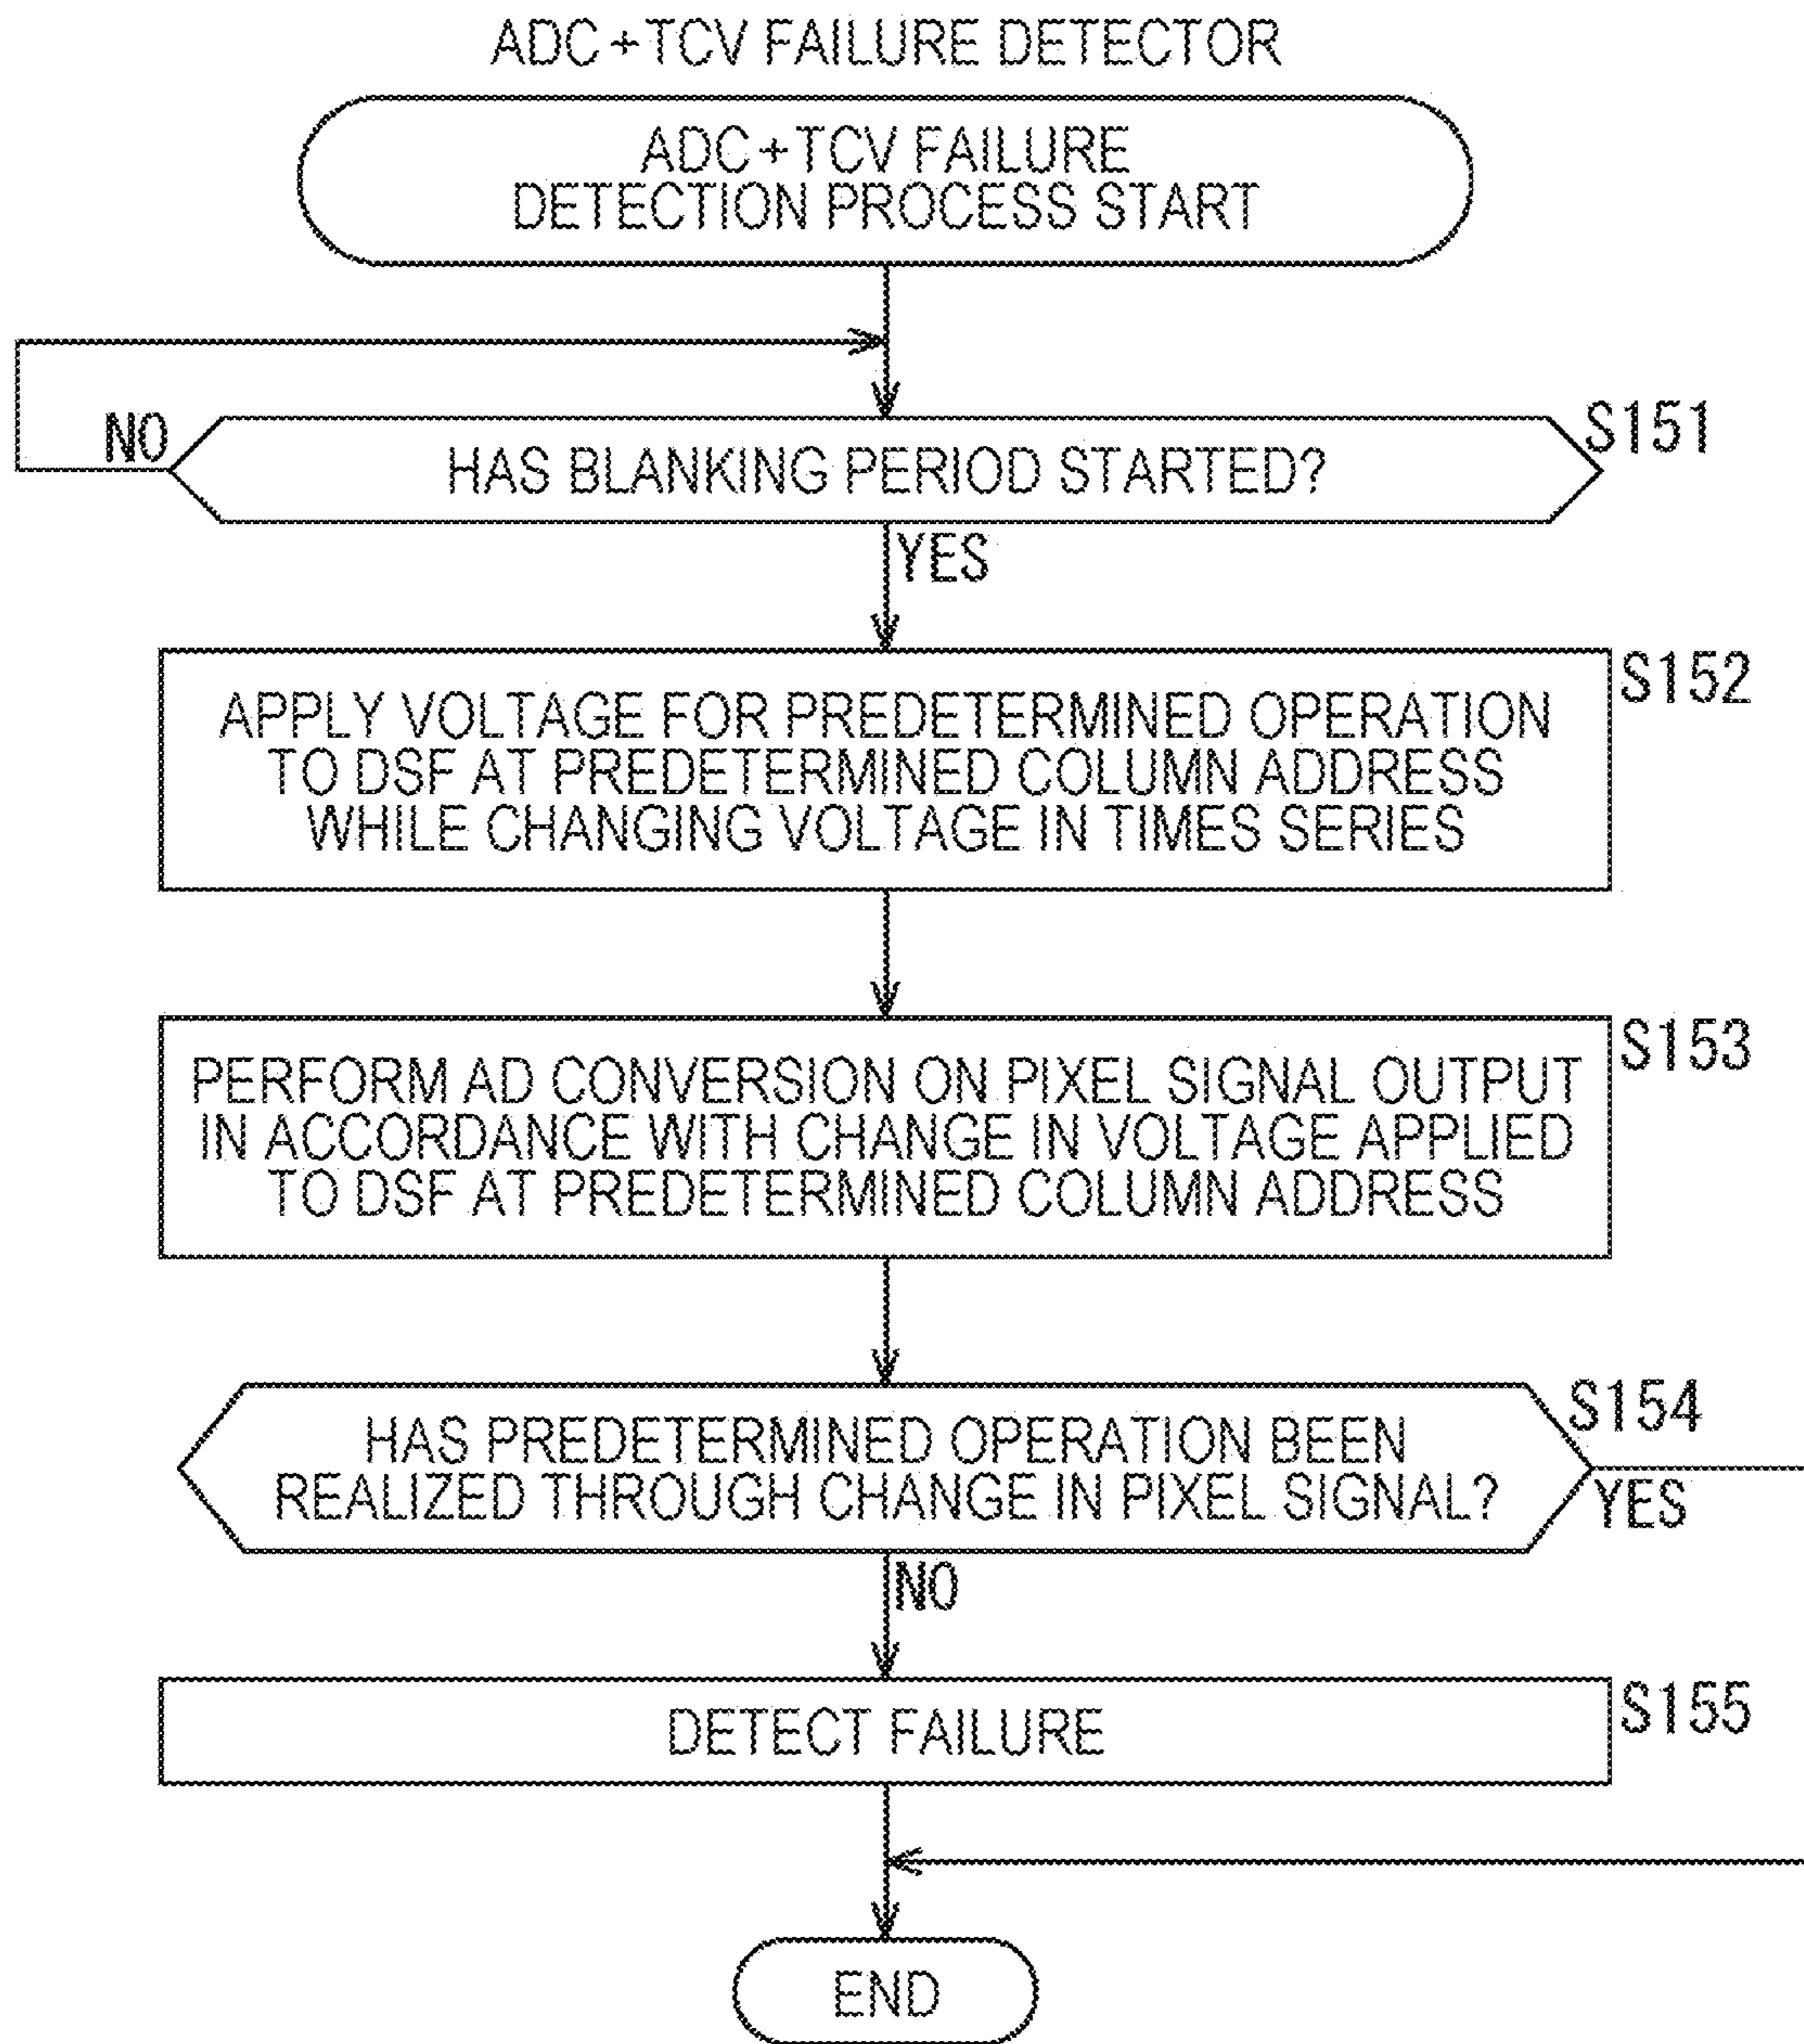 ADC+TCV FAILURE DETECTOR
ADC+TCV FAILURE
DETECTION PROCESS START
NO
HAS BLANKING PERIOD STARTED?
S151
YES
S152
APPLY VOLTAGE FOR PREDETERMINED OPERATION
TO DSF AT PREDETERMINED COLUMN ADDRESS
WHILE CHANGING VOLTAGE IN TIMES SERIES
S153
PERFORM AD CONVERSION ON PIXEL SIGNAL OUTPUT
IN ACCORDANCE WITH CHANGE IN VOLTAGE APPLIED
TO DSF AT PREDETERMINED COLUMN ADDRESS
S154
HAS PREDETERMINED OPERATION BEEN
REALIZED THROUGH CHANGE IN PIXEL SIGNAL?
YES
NO
S155
DETECT FAILURE
END